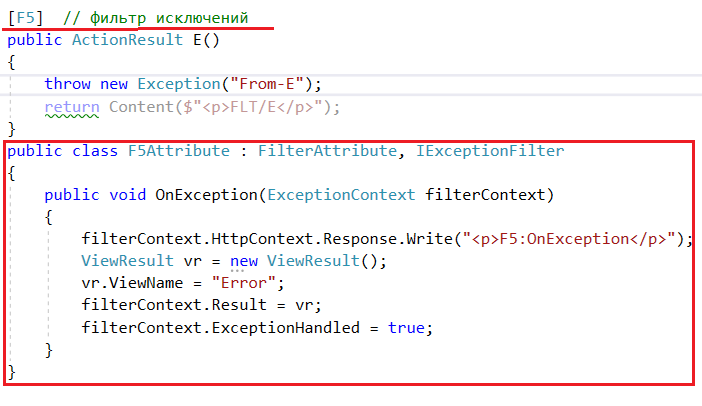 [F5]  // фильтр исключений
public ActionResult E()
{
    throw new Exception("From-E");
    return Content($"<p>FLT/E</p>");
}
public class F5Attribute : FilterAttribute, IExceptionFilter
{
    public void OnException(ExceptionContext filterContext)
    {
        filterContext.HttpContext.Response.Write("<p>F5:OnException</p>");
        ViewResult vr = new ViewResult();
        vr.ViewName = "Error";
        filterContext.Result = vr;
        filterContext.ExceptionHandled = true;
    }
}